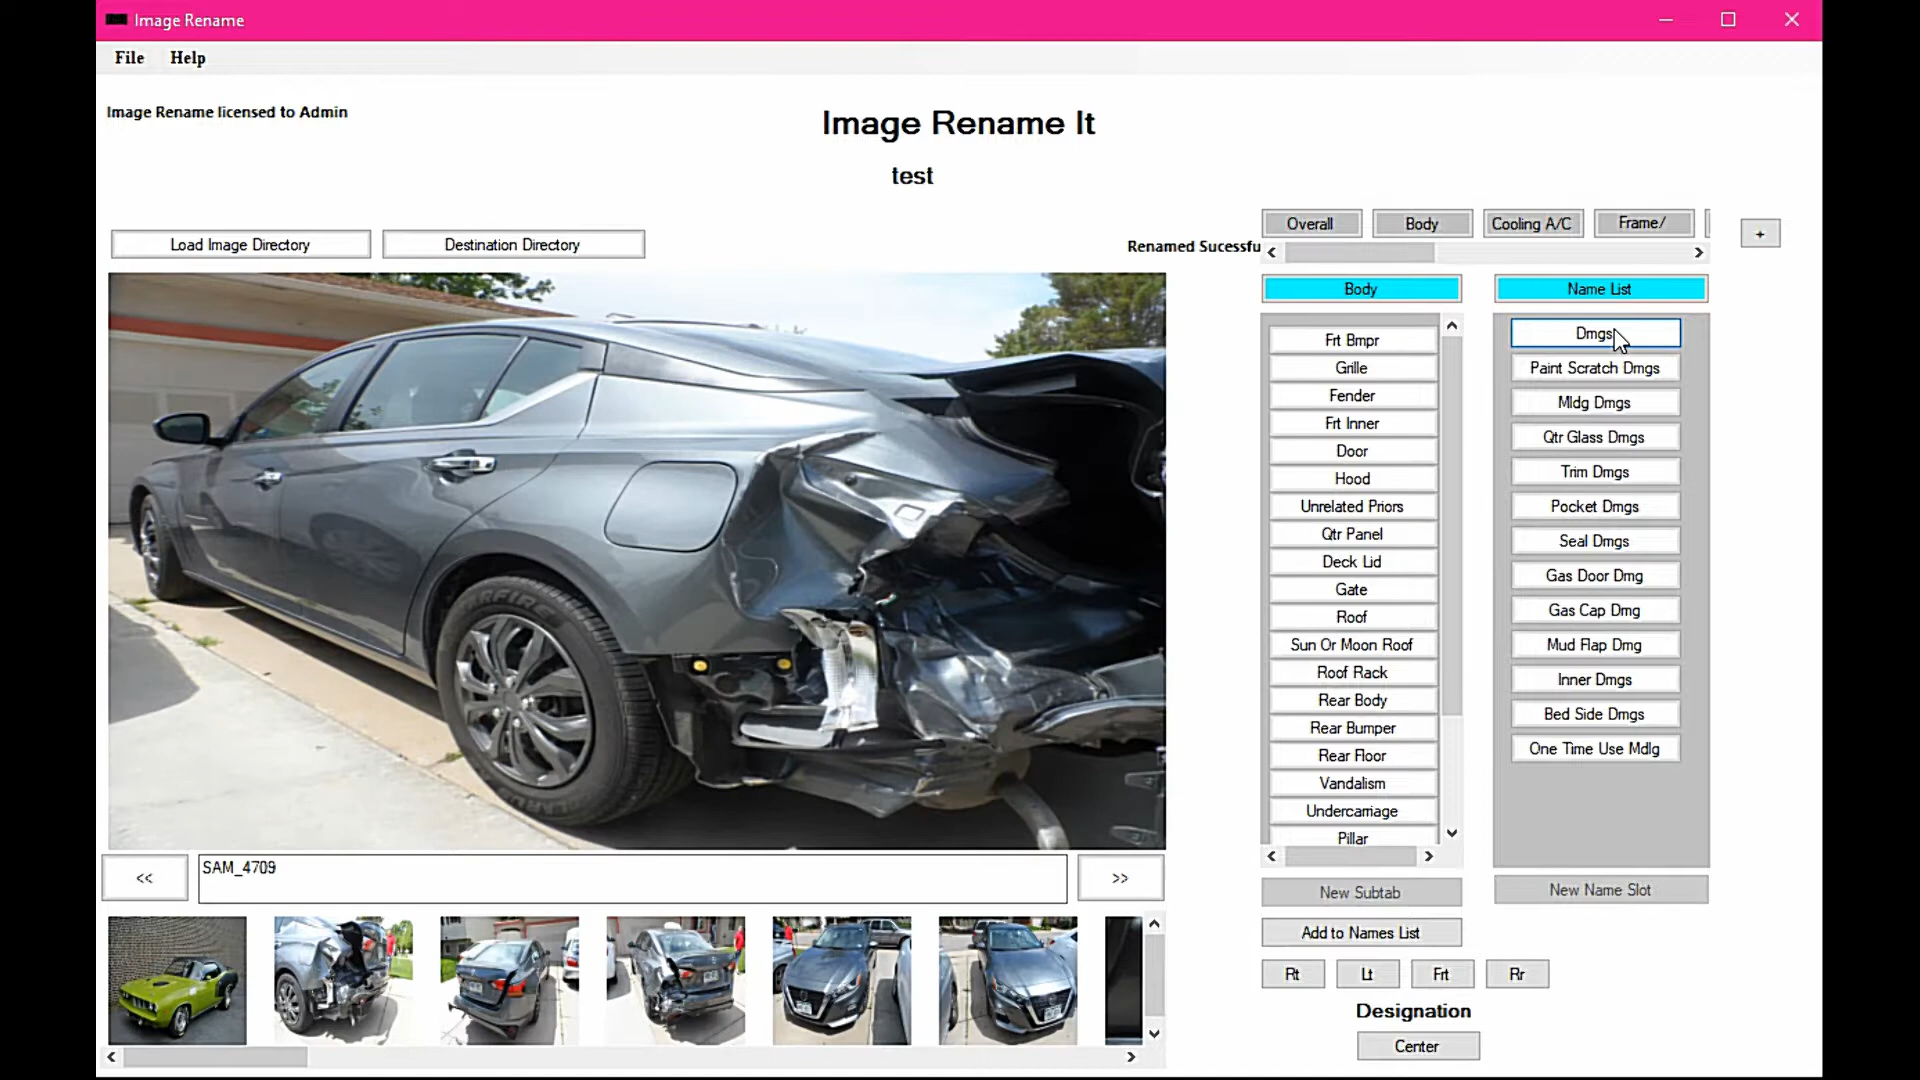 Image Rename
File Help
Image Rename licensed to Admin
Image Rename It
test
Load Image Directory
Destination Directory
Renamed Sucessfu
Overall
Body
Cooling A/C
Frame/
+
Body
Name List
Frt Bmpr
Grille
Fender
Frt Inner
Door
Hood
Unrelated Priors
Qtr Panel
Deck Lid
Gate
Roof
Sun Or Moon Roof
Roof Rack
Rear Body
Rear Bumper
Rear Floor
Vandalism
Undercarriage
Pillar
Dmgs
Paint Scratch Dmgs
Mldg Dmgs
Qtr Glass Dmgs
Trim Dmgs
Pocket Dmgs
Seal Dmgs
Gas Door Dmg
Gas Cap Dmg
Mud Flap Dmg
Inner Dmgs
Bed Side Dmgs
One Time Use Mdlg
<<
SAM_4709
>>
New Subtab
New Name Slot
Add to Names List
Rt
Lt
Frt
Rr
Designation
Center